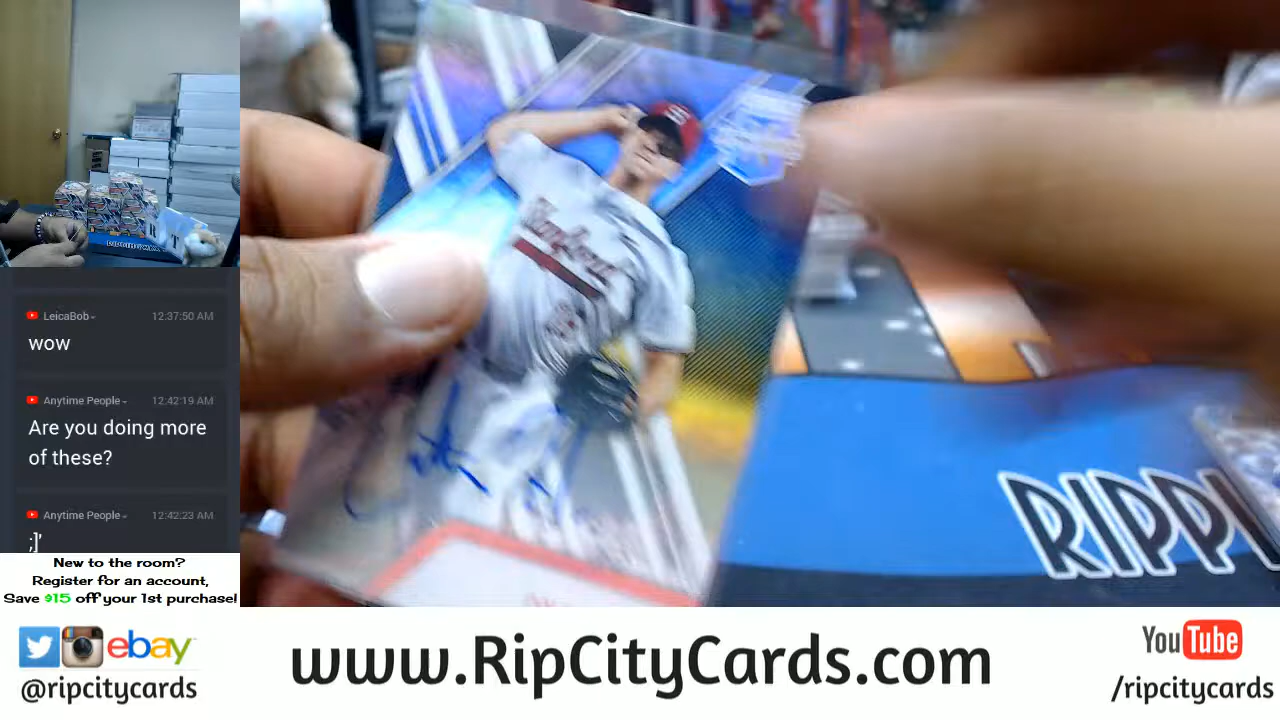 LeicaBob
12:37:50 AM
wow
Anytime People
12:42:19 AM
Are you doing more
of these?
Anytime People
12:42:23 AM
;]'
New to the room?
Register for an account,
Save $15 off your 1st purchase!
RIPPI
ebay
@ripcitycards
www.RipCityCards.com
YouTube
/ripcitycards